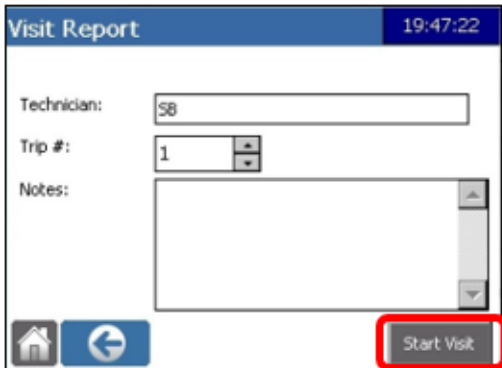 Visit Report
19:47:22
Technician:
SB
Trip #:
1
Notes:
Start Visit